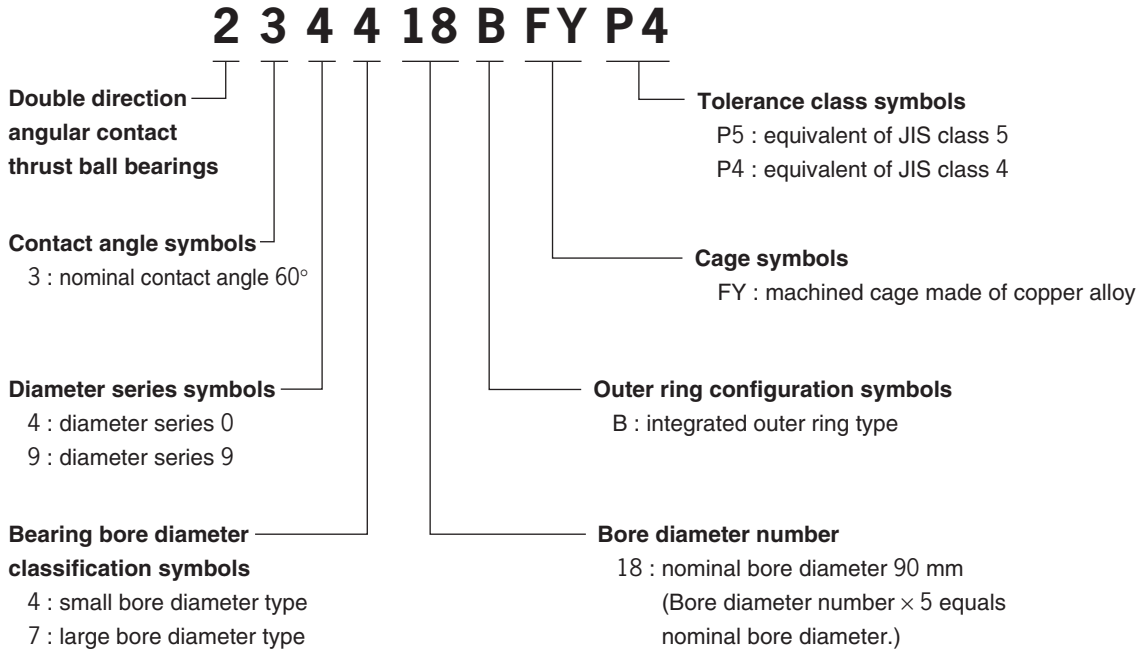 2 3 4 4 18 B FY P4
Double direction
angular contact
thrust ball bearings
Contact angle symbols
3 : nominal contact angle 60°
Diameter series symbols
4 : diameter series 0
9 : diameter series 9
Bearing bore diameter
classification symbols
4 : small bore diameter type
7 : large bore diameter type
Tolerance class symbols
P5 : equivalent of JIS class 5
P4 : equivalent of JIS class 4
Cage symbols
FY : machined cage made of copper alloy
Outer ring configuration symbols
B : integrated outer ring type
Bore diameter number
18 : nominal bore diameter 90 mm
(Bore diameter number × 5 equals
nominal bore diameter.)